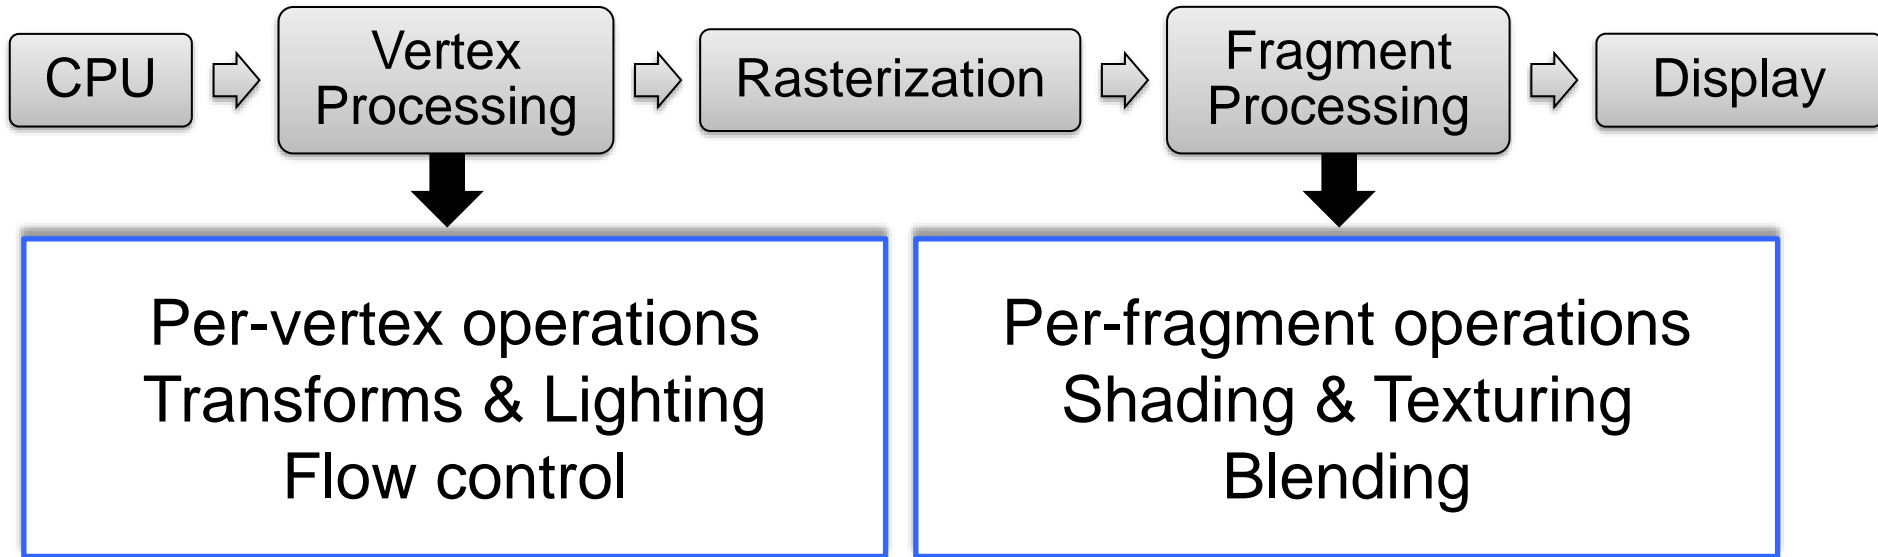 CPU
Vertex
Processing
Rasterization
Fragment
Processing
Display
Per-vertex operations
Transforms & Lighting
Flow control
Per-fragment operations
Shading & Texturing
Blending